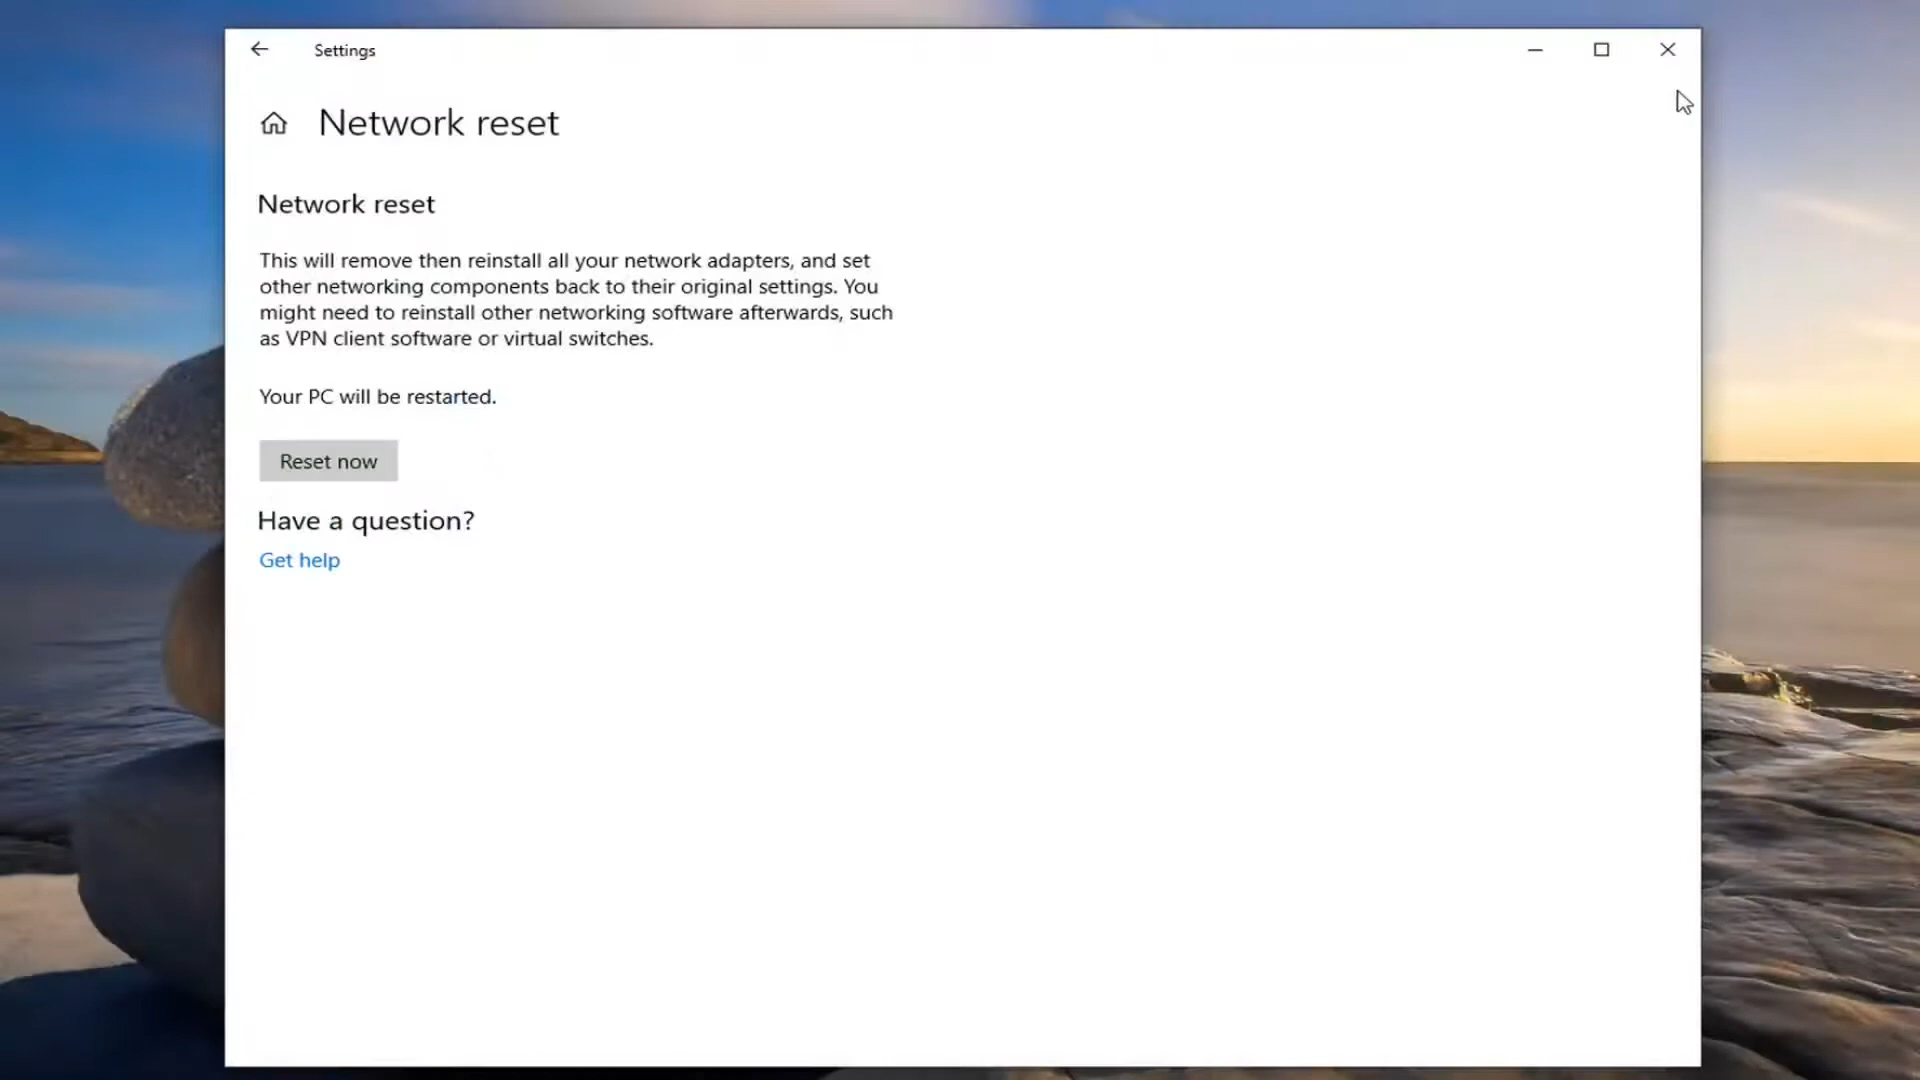 Settings
Network reset
Network reset
This will remove then reinstall all your network adapters, and set
other networking components back to their original settings. You
might need to reinstall other networking software afterwards, such
as VPN client software or virtual switches.
Your PC will be restarted.
Reset now
Have a question?
Get help